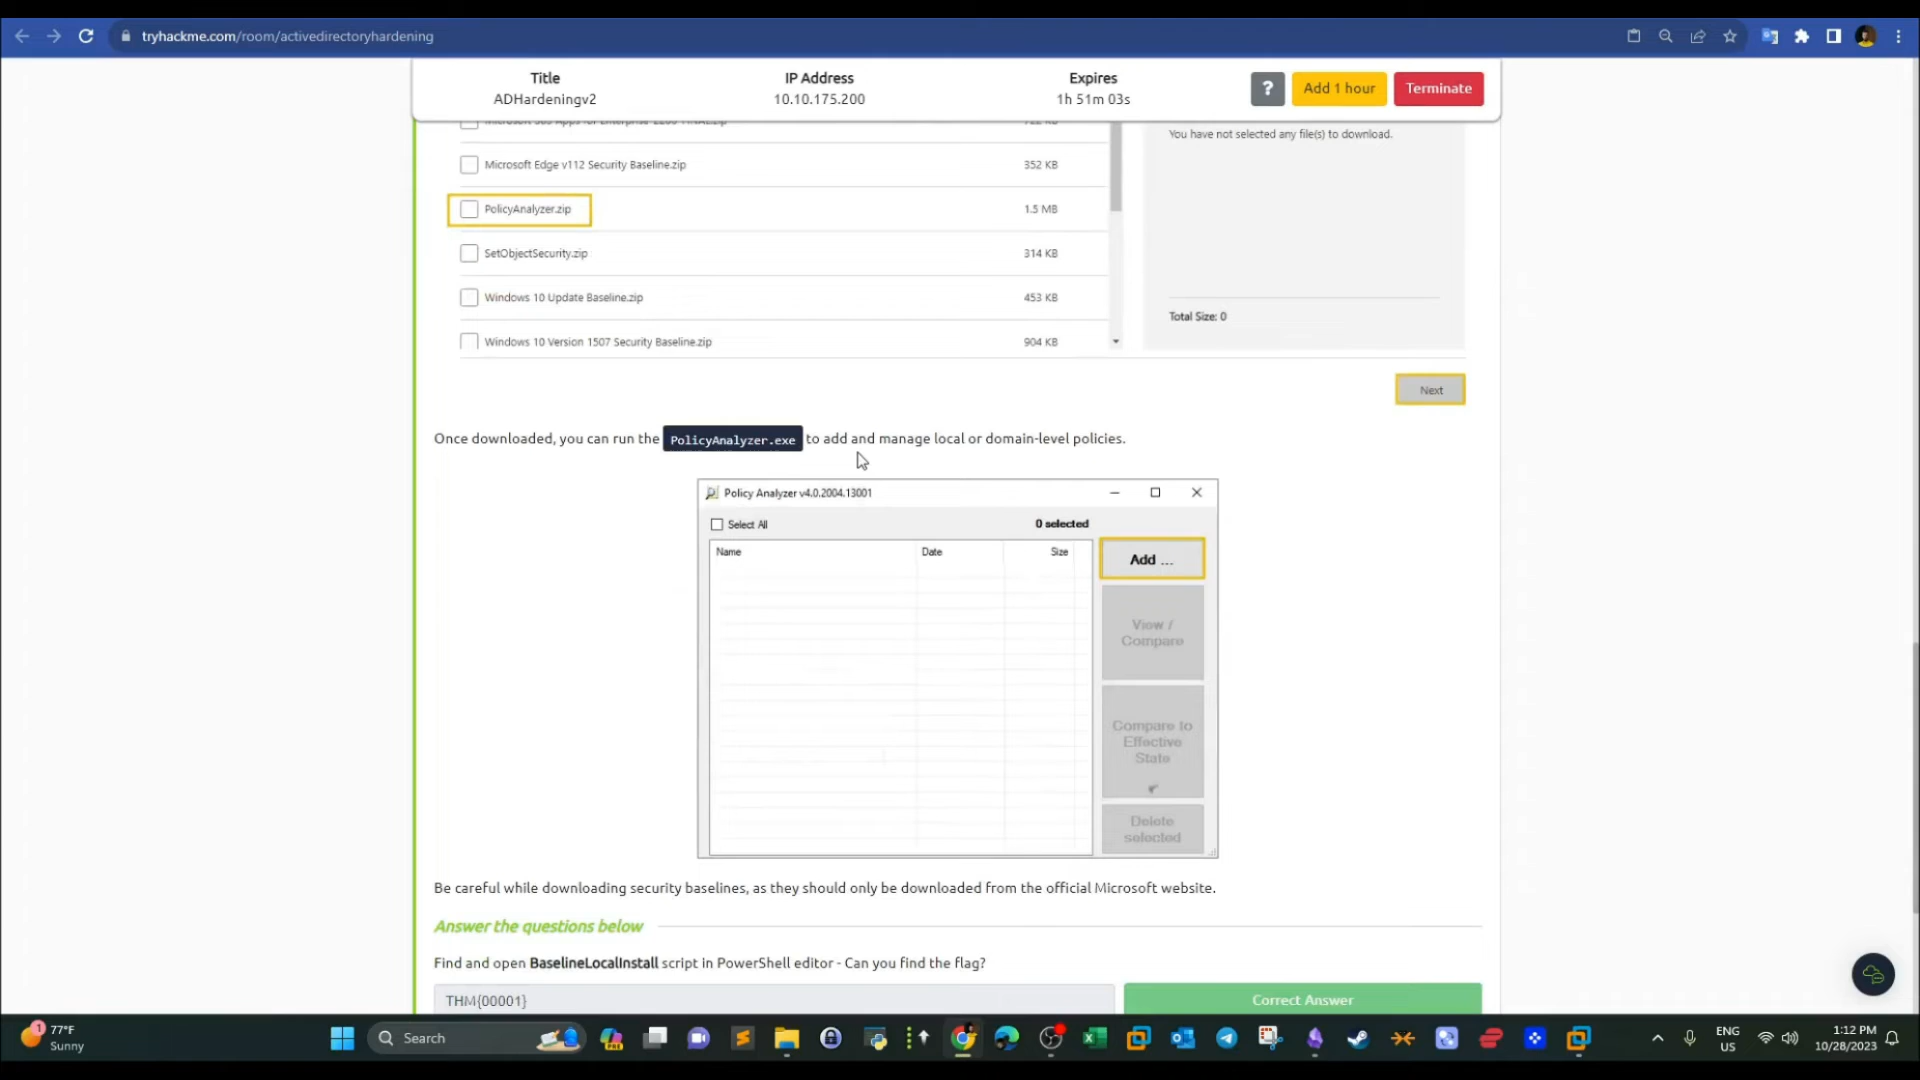 tryhackme.com/room/activedirectoryhardening
Title
ADHardeningv2
IP Address
10.10.175.200
Expires
1h 51m 03s
?
Add 1 hour
Terminate
You have not selected any file(s) to download.
Microsoft Edge v112 Security Baseline.zip 352 KB
PolicyAnalyzer.zip 1.5 MB
SetObjectSecurity.zip 314 KB
Windows 10 Update Baseline.zip 453 KB
Total Size: 0
Windows 10 Version 1507 Security Baseline.zip 904 KB
Next
Once downloaded, you can run the PolicyAnalyzer.exe to add and manage local or domain-level policies.
Policy Analyzer v4.0.2004.13001
Select All 0 selected
Name Date Size
Add ...
View /
Compare
Compare to
Effective
State
Delete
selected
Be careful while downloading security baselines, as they should only be downloaded from the official Microsoft website.
Answer the questions below
Find and open BaselineLocalInstall script in PowerShell editor - Can you find the flag?
THM{00001}
Correct Answer
1
77°F
Sunny
Search
PRE
ENG
US
1:12 PM
10/28/2023